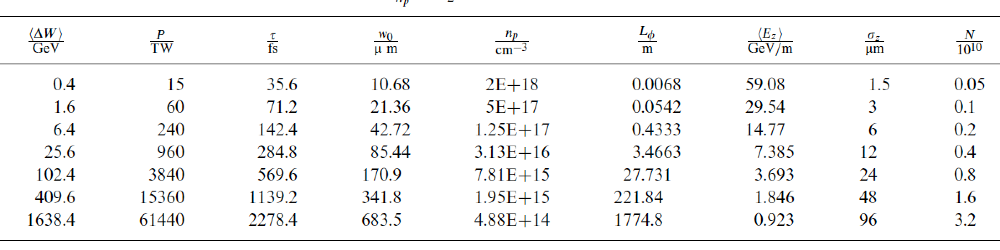 ⟨ΔW⟩/GeV P/TW τ/fs w₀/μ m n_p/cm⁻³ L_ϕ/m ⟨E_z⟩/GeV/m σ_z/μm N/10¹⁰
0.4 15 35.6 10.68 2E+18 0.0068 59.08 1.5 0.05
1.6 60 71.2 21.36 5E+17 0.0542 29.54 3 0.1
6.4 240 142.4 42.72 1.25E+17 0.4333 14.77 6 0.2
25.6 960 284.8 85.44 3.13E+16 3.4663 7.385 12 0.4
102.4 3840 569.6 170.9 7.81E+15 27.731 3.693 24 0.8
409.6 15360 1139.2 341.8 1.95E+15 221.84 1.846 48 1.6
1638.4 61440 2278.4 683.5 4.88E+14 1774.8 0.923 96 3.2